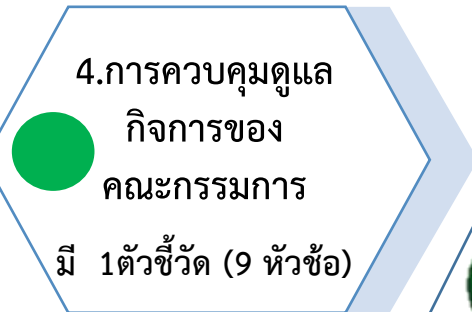 4.การควบคุมดูแล
กิจการของ
คณะกรรมการ
มี 1ตัวชี้วัด (9 หัวช้อ)